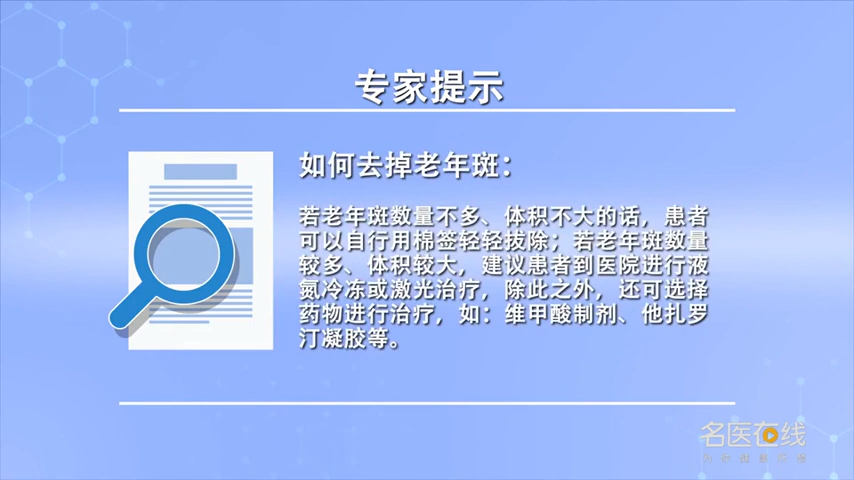 专家提示
如何去掉老年斑：
若老年斑数量不多、体积不大的话，患者
可以自行用棉签轻轻拔除；若老年斑数量
较多、体积较大，建议患者到医院进行液
氮冷冻或激光治疗，除此之外，还可选择
药物进行治疗，如：维甲酸制剂、他扎罗
汀凝胶等。
名医在线